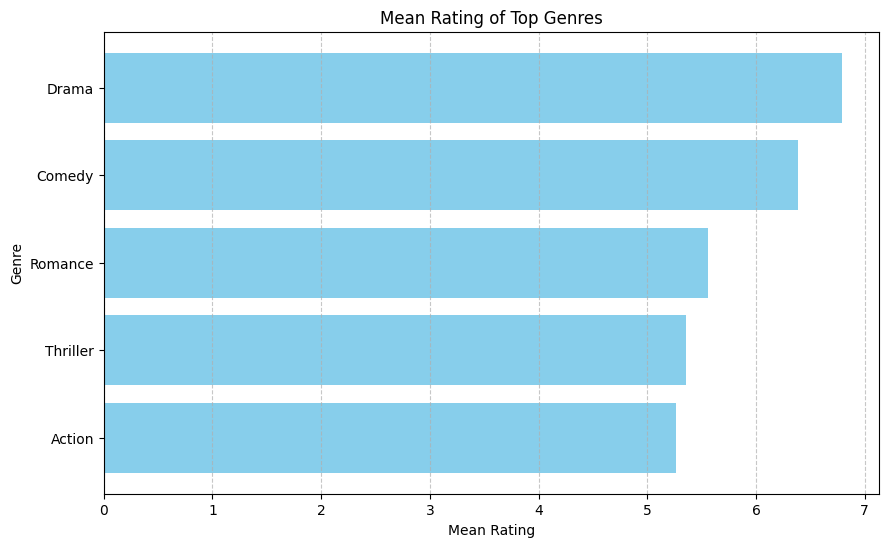 Mean Rating of Top Genres
Genre
Drama
Comedy
Romance
Thriller
Action
0 1 2 3 4 5 6 7
Mean Rating